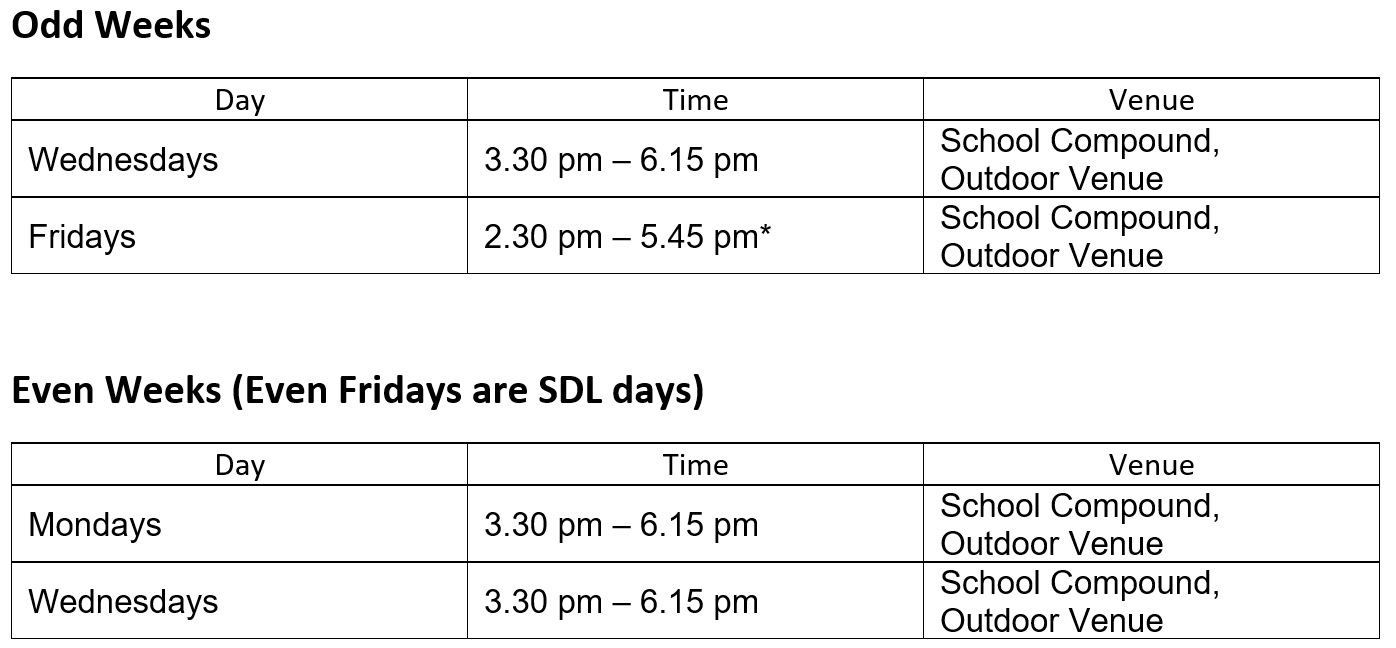 Odd Weeks
Day Time Venue
Wednesdays 3.30 pm – 6.15 pm School Compound,
Outdoor Venue
Fridays 2.30 pm – 5.45 pm* School Compound,
Outdoor Venue
Even Weeks (Even Fridays are SDL days)
Day Time Venue
Mondays 3.30 pm – 6.15 pm School Compound,
Outdoor Venue
Wednesdays 3.30 pm – 6.15 pm School Compound,
Outdoor Venue